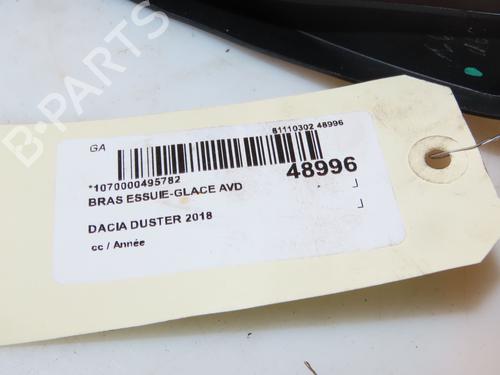 B-PARTS
GA
81110302 48996
48996
*1070000495782
BRAS ESSUIE-GLACE AVD
DACIA DUSTER 2018
cc / Année